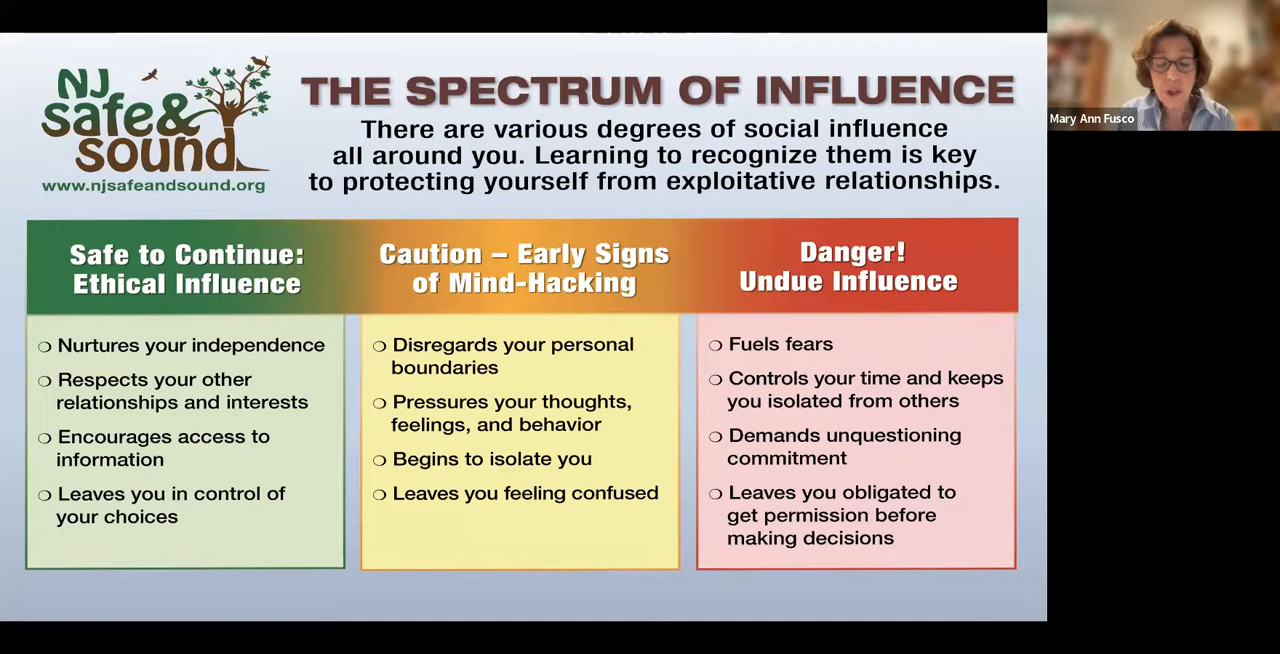 NJ
safe&
sound
www.njsafeandsound.org
THE SPECTRUM OF INFLUENCE
There are various degrees of social influence
all around you. Learning to recognize them is key
to protecting yourself from exploitative relationships.
Safe to Continue:
Ethical Influence
❍ Nurtures your independence
❍ Respects your other
relationships and interests
❍ Encourages access to
information
❍ Leaves you in control of
your choices
Caution – Early Signs
of Mind-Hacking
❍ Disregards your personal
boundaries
❍ Pressures your thoughts,
feelings, and behavior
❍ Begins to isolate you
❍ Leaves you feeling confused
Danger!
Undue Influence
❍ Fuels fears
❍ Controls your time and keeps
you isolated from others
❍ Demands unquestioning
commitment
❍ Leaves you obligated to
get permission before
making decisions
Mary Ann Fusco